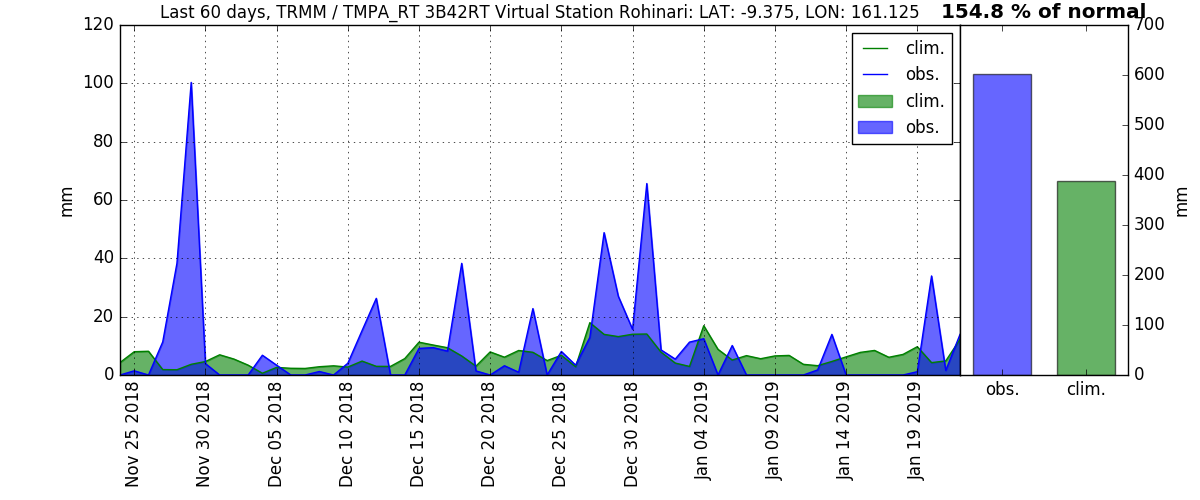 Last 60 days, TRMM / TMPA_RT 3B42RT Virtual Station Rohinari: LAT: -9.375, LON: 161.125
154.8 % of normal
120
100
80
60
40
20
0
mm
clim.
obs.
clim.
obs.
Nov 25 2018
Nov 30 2018
Dec 05 2018
Dec 10 2018
Dec 15 2018
Dec 20 2018
Dec 25 2018
Dec 30 2018
Jan 04 2019
Jan 09 2019
Jan 14 2019
Jan 19 2019
700
600
500
400
300
200
100
0
mm
obs.
clim.